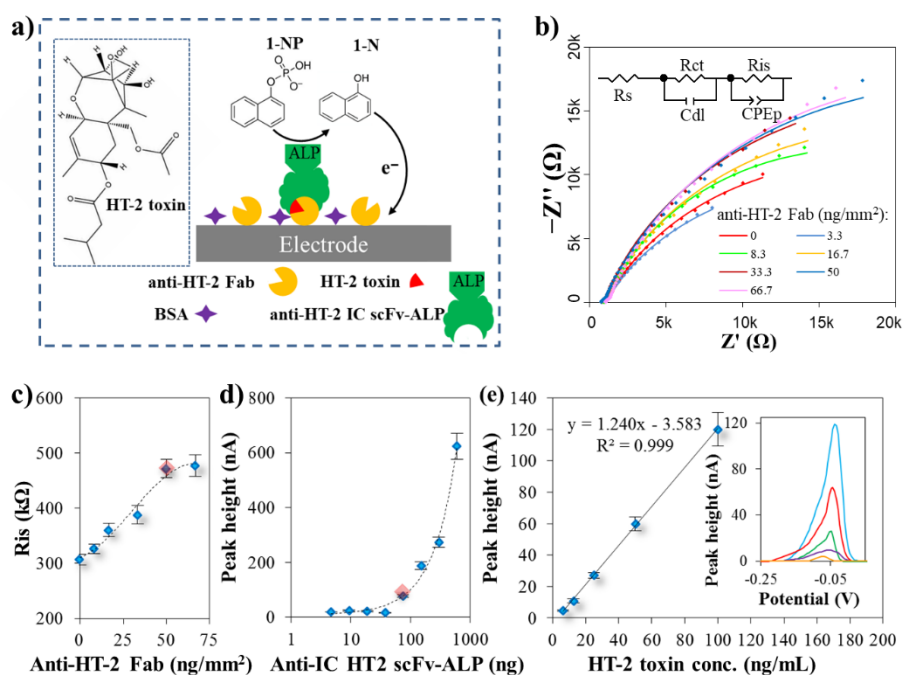 a)
1-NP
1-N
O
OH
P
O
O⁻
OH
ALP
e⁻
HT-2 toxin
Electrode
anti-HT-2 Fab
HT-2 toxin
ALP
BSA
anti-HT-2 IC scFv-ALP
b)
20k
15k
10k
5k
0
−Z'' (Ω)
Rs
Rct
Cdl
Ris
CPEp
anti-HT-2 Fab (ng/mm²):
0 3.3
8.3 16.7
33.3 50
66.7
0 5k 10k 15k 20k
Z' (Ω)
c)
600
500
400
300
200
Ris (kΩ)
0 25 50 75
Anti-HT-2 Fab (ng/mm²)
d)
800
600
400
200
0
Peak height (nA)
1 10 100 1000
Anti-IC HT2 scFv-ALP (ng)
(e)
140
120
100
80
60
40
20
0
Peak height (nA)
y = 1.240x - 3.583
R² = 0.999
120
80
40
0
Peak height (nA)
-0.25 -0.05
Potential (V)
0 20 40 60 80 100 120 140 160 180 200
HT-2 toxin conc. (ng/mL)